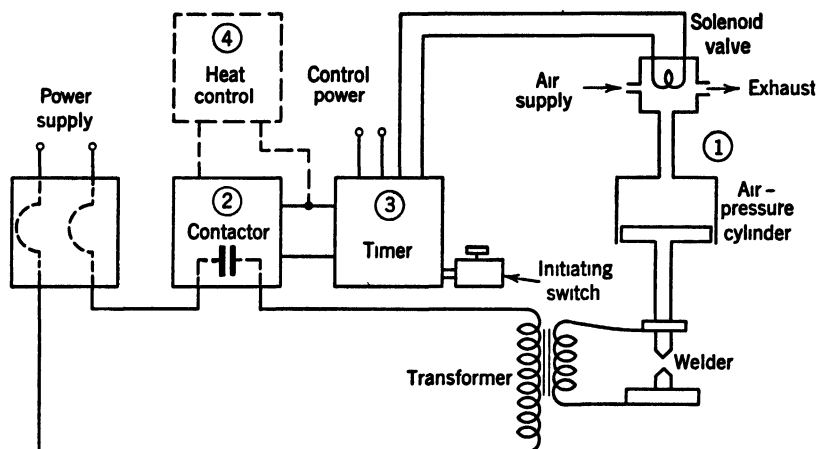 Solenoid
valve
④
Heat
control
Control
power
Air
supply
Exhaust
Power
supply
①
②
Contactor
③
Timer
Air -
pressure
cylinder
Initiating
switch
Transformer
Welder